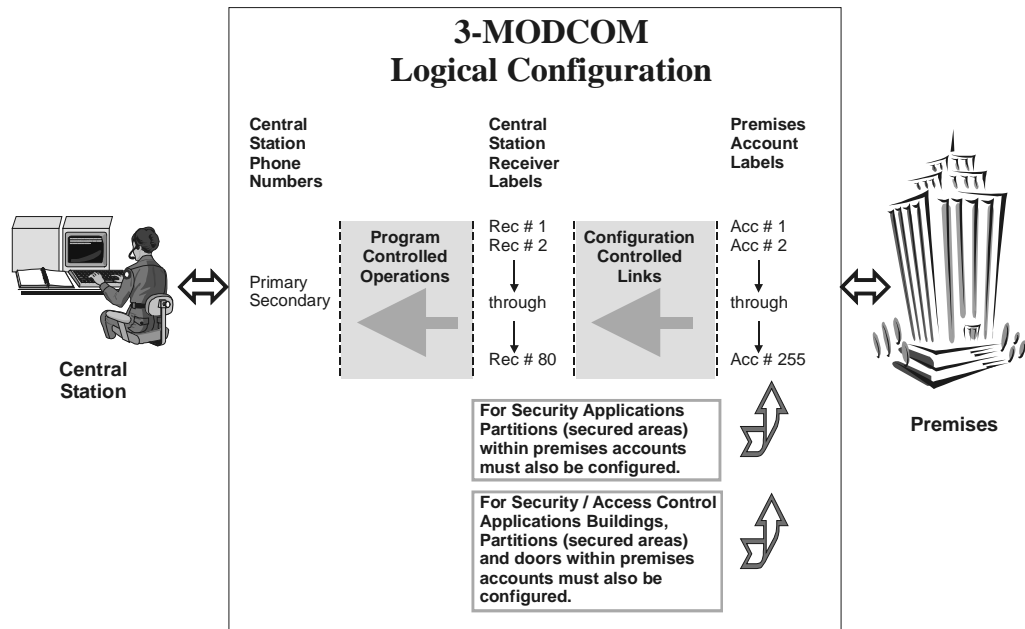 3-MODCOM
Logical Configuration
Central
Station
Phone
Numbers
Central
Station
Receiver
Labels
Premises
Account
Labels
Program
Controlled
Operations
Rec # 1
Rec # 2
Configuration
Controlled
Links
Acc # 1
Acc # 2
Primary
Secondary
through
through
Rec # 80
Acc # 255
Central
Station
Premises
For Security Applications
Partitions (secured areas)
within premises accounts
must also be configured.
For Security / Access Control
Applications Buildings,
Partitions (secured areas)
and doors within premises
accounts must also be
configured.